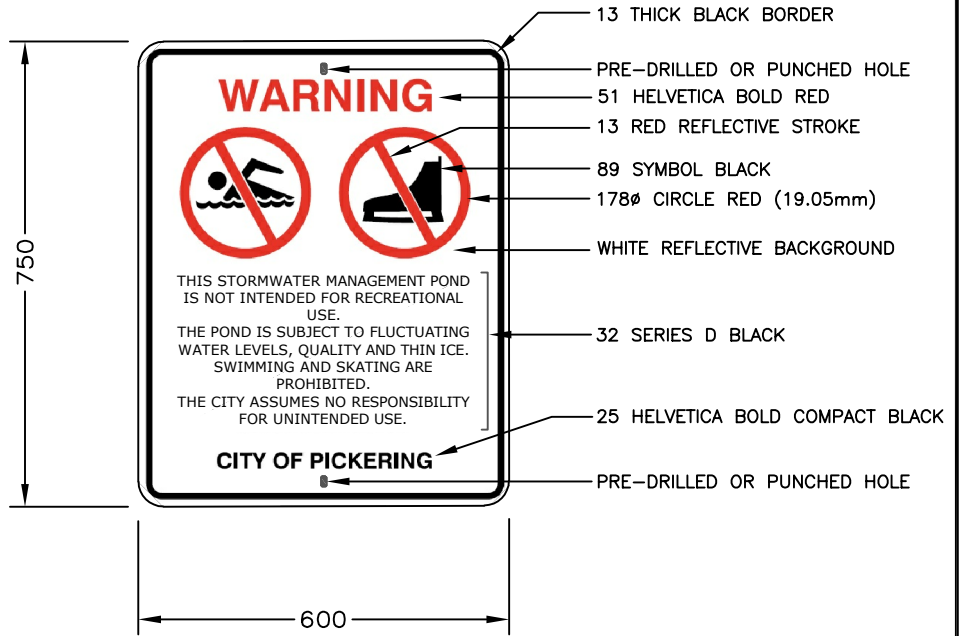 13 THICK BLACK BORDER
PRE-DRILLED OR PUNCHED HOLE
WARNING
51 HELVETICA BOLD RED
13 RED REFLECTIVE STROKE
89 SYMBOL BLACK
178ø CIRCLE RED (19.05mm)
WHITE REFLECTIVE BACKGROUND
750
THIS STORMWATER MANAGEMENT POND
IS NOT INTENDED FOR RECREATIONAL
USE.
THE POND IS SUBJECT TO FLUCTUATING
WATER LEVELS, QUALITY AND THIN ICE.
SWIMMING AND SKATING ARE
PROHIBITED.
THE CITY ASSUMES NO RESPONSIBILITY
FOR UNINTENDED USE.
32 SERIES D BLACK
25 HELVETICA BOLD COMPACT BLACK
CITY OF PICKERING
PRE-DRILLED OR PUNCHED HOLE
600